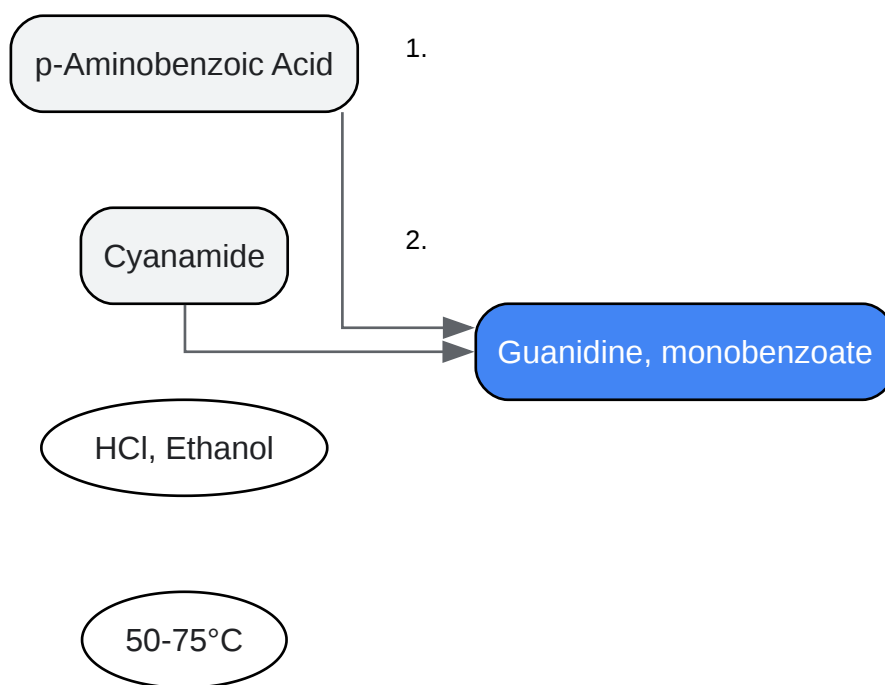 p-Aminobenzoic Acid
1.
Cyanamide
2.
Guanidine, monobenzoate
HCl, Ethanol
50-75°C